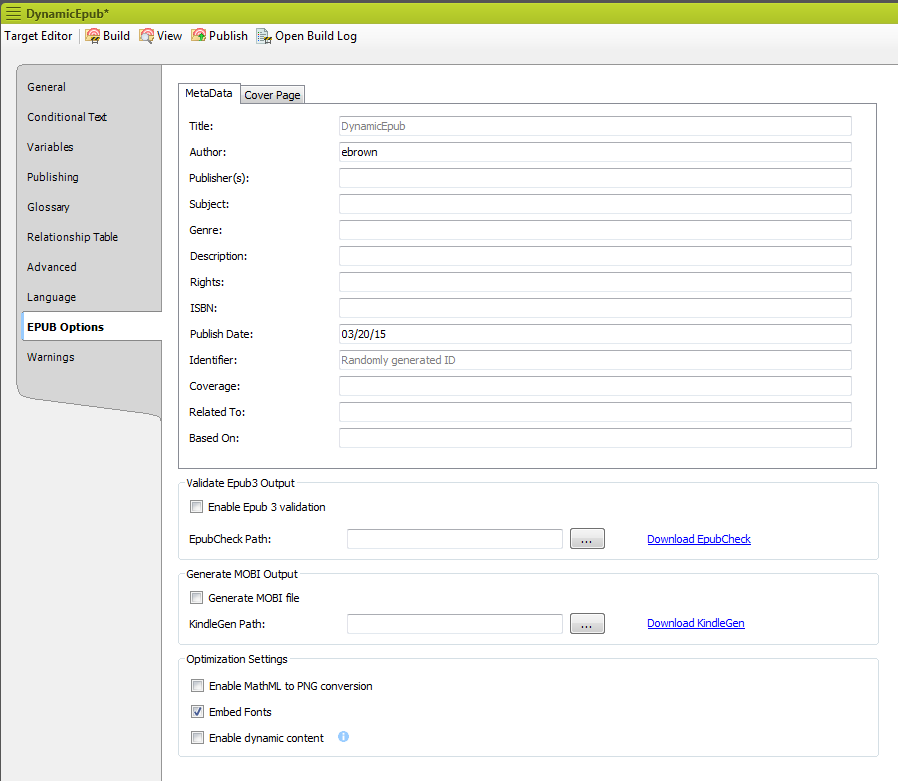 DynamicEpub*
Target Editor Build View Publish Open Build Log
General
Conditional Text
Variables
Publishing
Glossary
Relationship Table
Advanced
Language
EPUB Options
Warnings
MetaData Cover Page
Title: DynamicEpub
Author: ebrown
Publisher(s):
Subject:
Genre:
Description:
Rights:
ISBN:
Publish Date: 03/20/15
Identifier: Randomly generated ID
Coverage:
Related To:
Based On:
Validate Epub3 Output
Enable Epub 3 validation
EpubCheck Path: ... Download EpubCheck
Generate MOBI Output
Generate MOBI file
KindleGen Path: ... Download KindleGen
Optimization Settings
Enable MathML to PNG conversion
Embed Fonts
Enable dynamic content